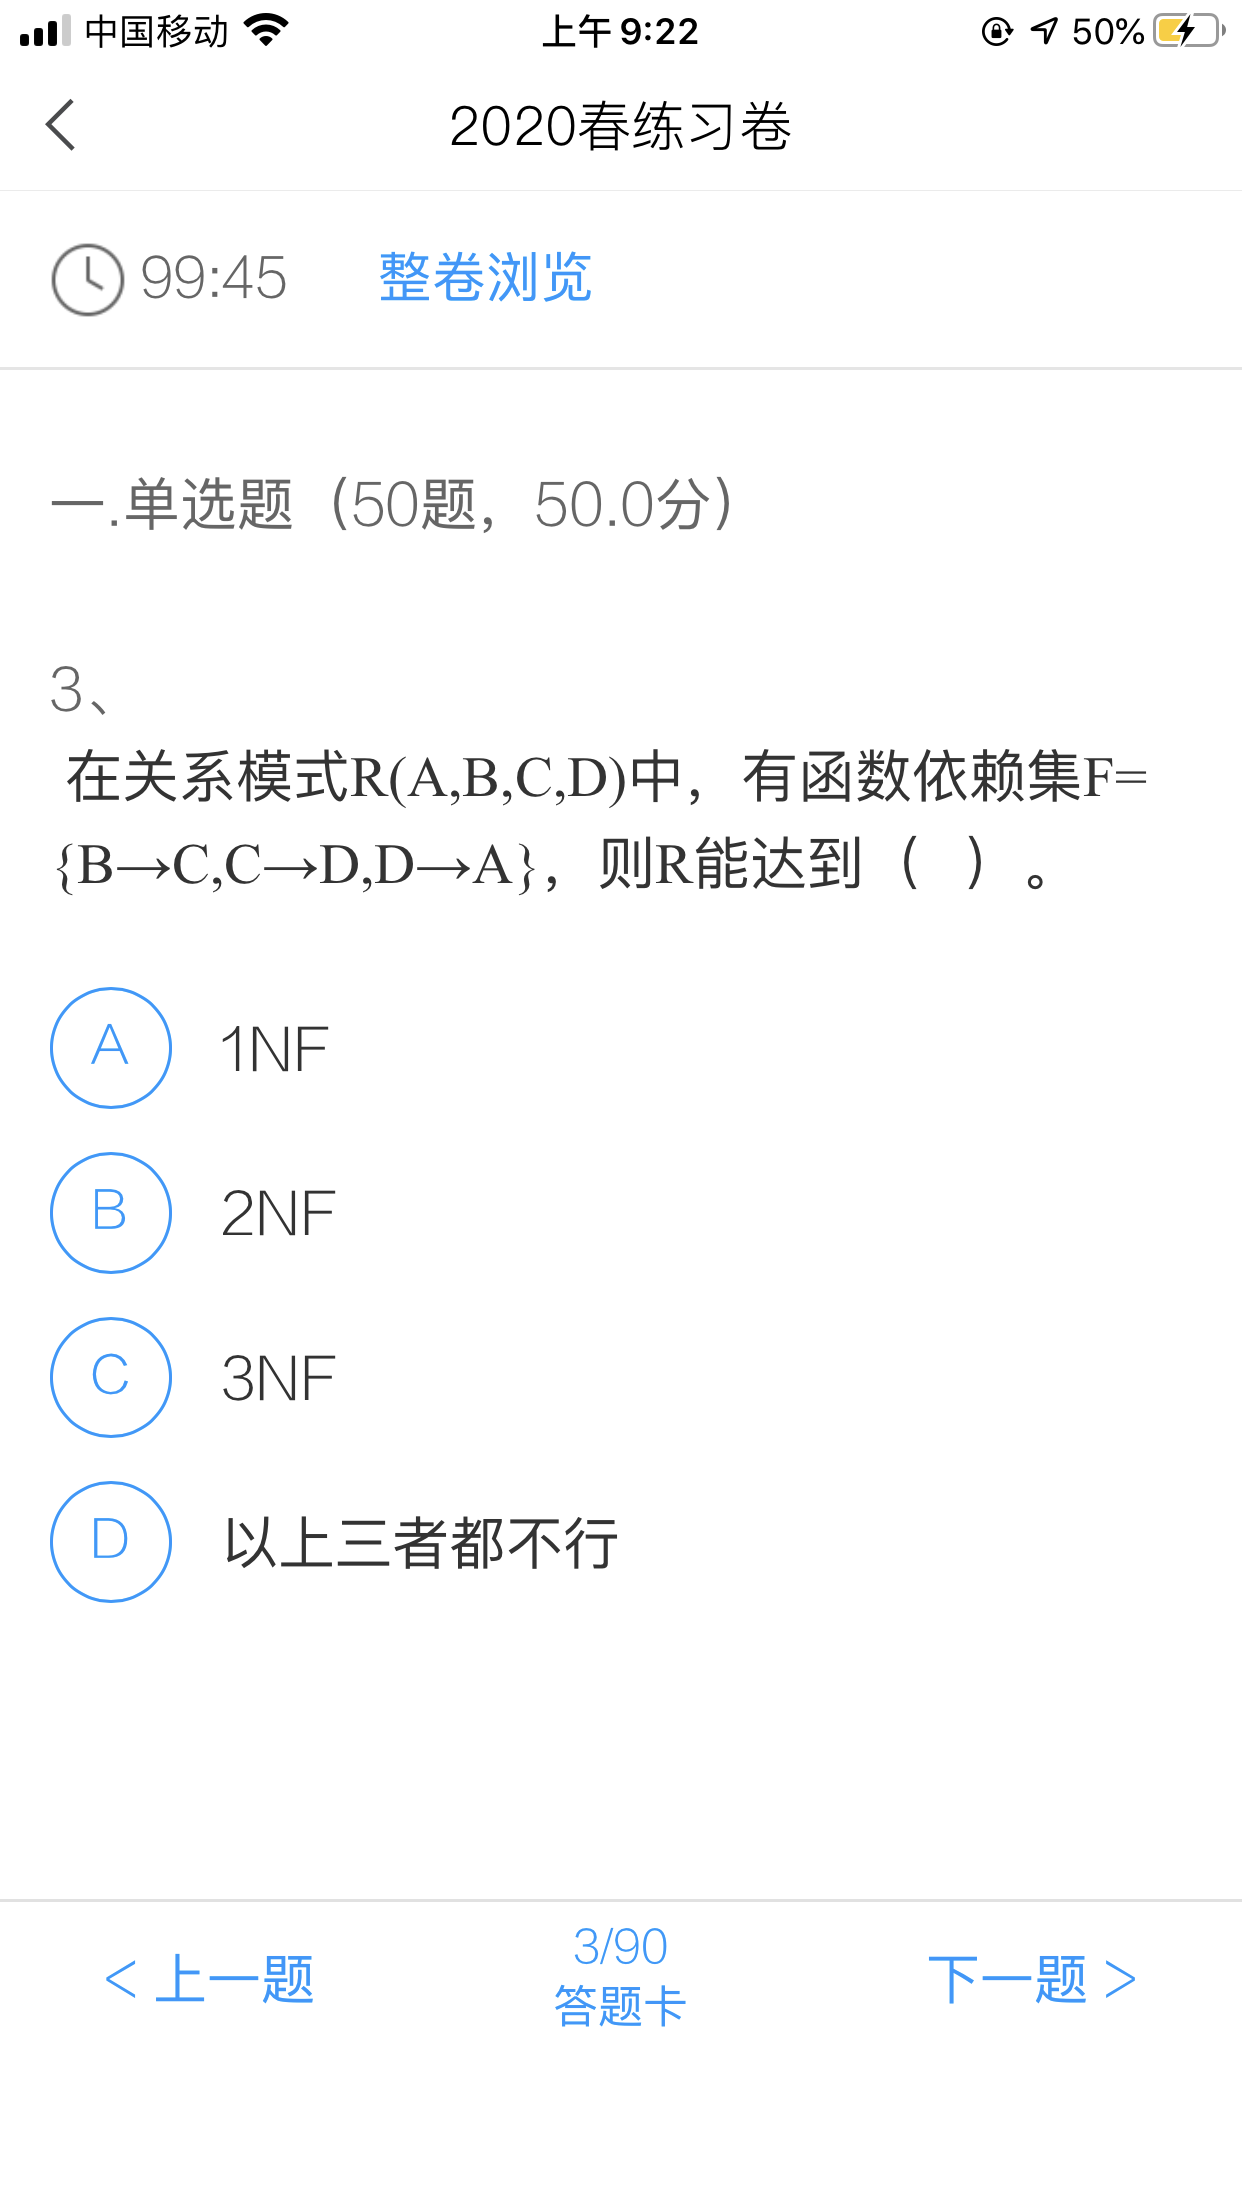 中国移动 上午 9:22 50%
2020春练习卷
99:45 整卷浏览
一.单选题（50题，50.0分）
3、
在关系模式R(A,B,C,D)中，有函数依赖集F=
{B→C,C→D,D→A}，则R能达到（ ）。
A 1NF
B 2NF
C 3NF
D 以上三者都不行
< 上一题 3/90 下一题 >
答题卡